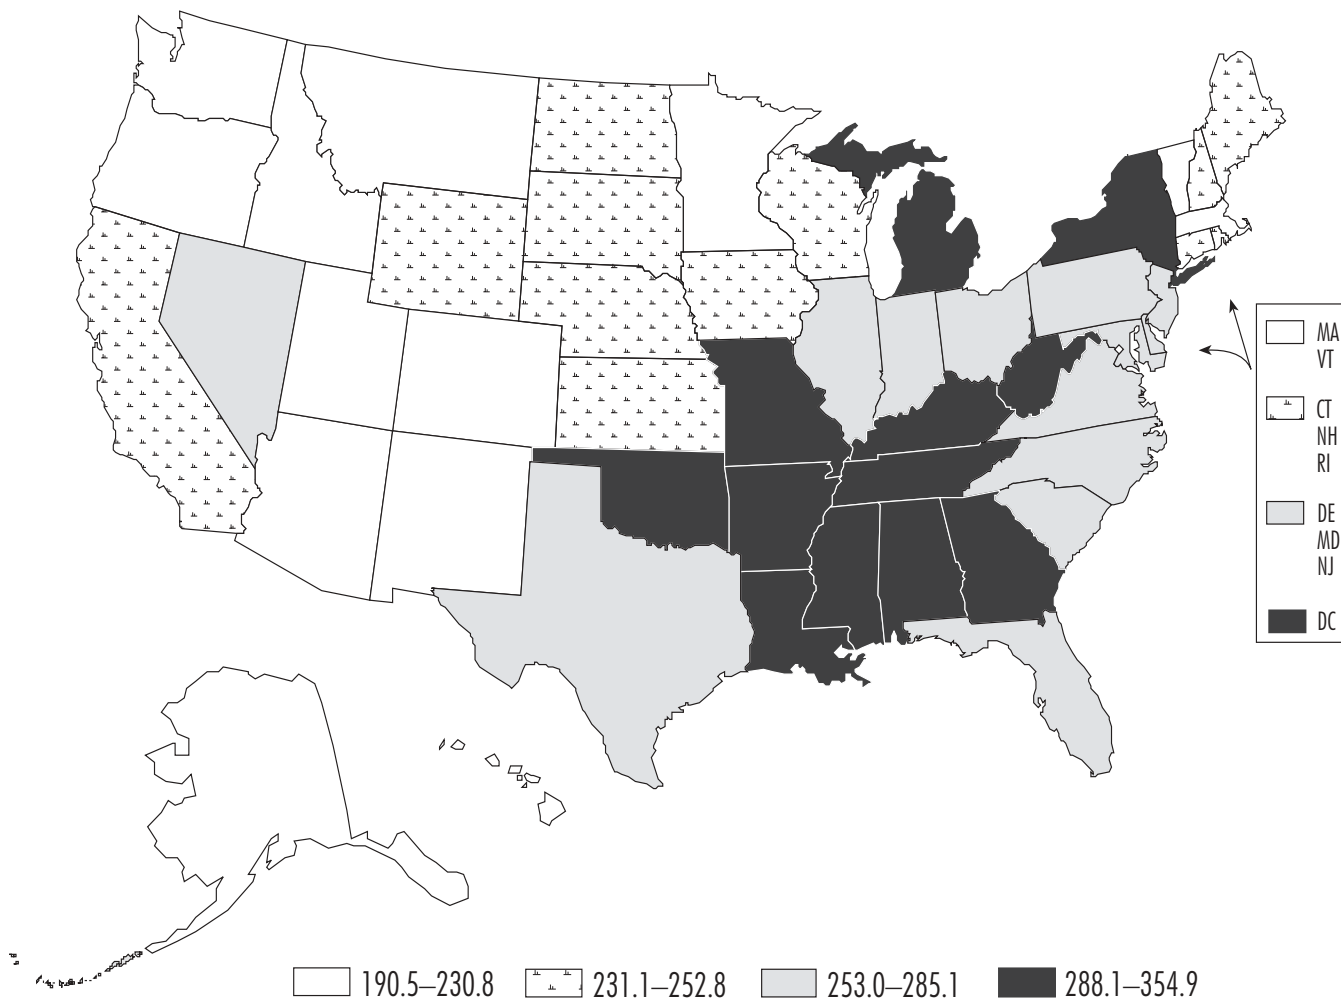 MA
VT
CT
NH
RI
DE
MD
NJ
DC
190.5–230.8
231.1–252.8
253.0–285.1
288.1–354.9